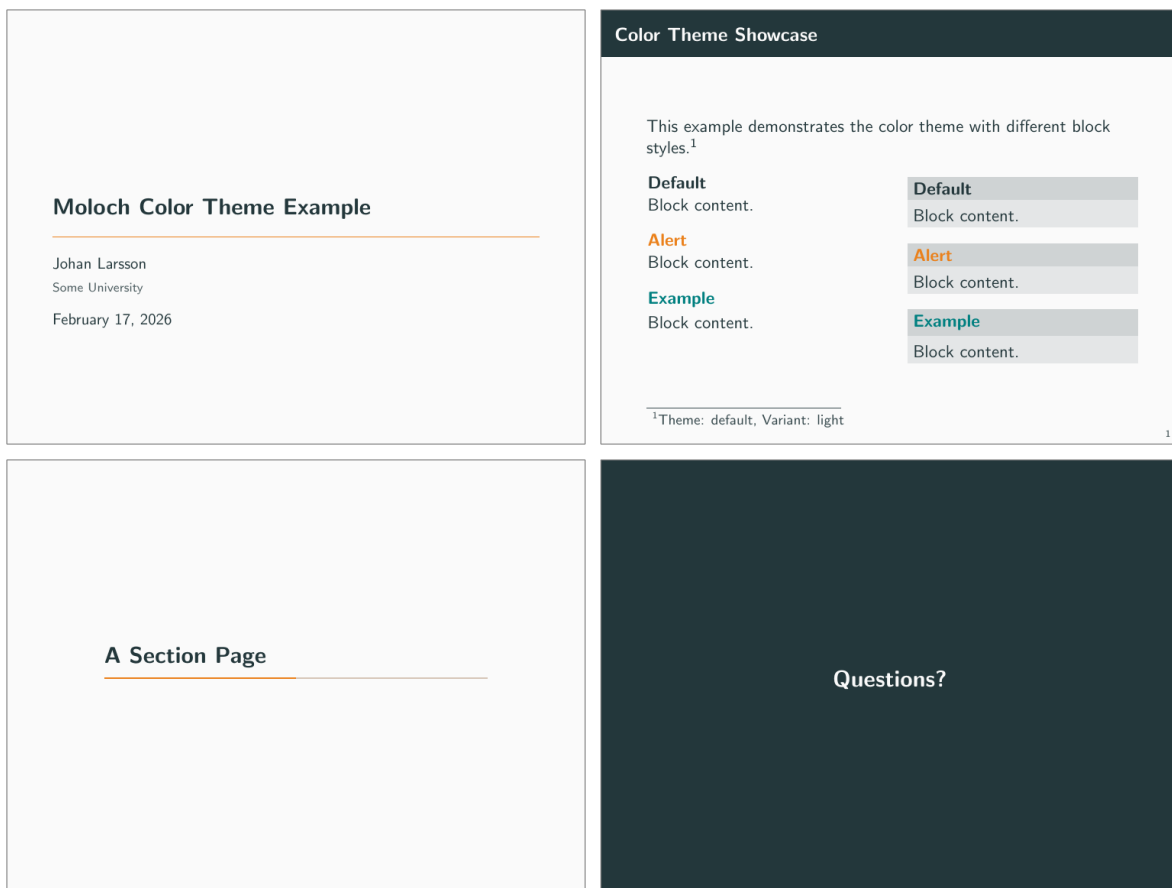 Moloch Color Theme Example
Johan Larsson
Some University
February 17, 2026
Color Theme Showcase
This example demonstrates the color theme with different block
styles.¹
Default
Block content.
Alert
Block content.
Example
Block content.
Default
Block content.
Alert
Block content.
Example
Block content.
¹Theme: default, Variant: light
1
A Section Page
Questions?